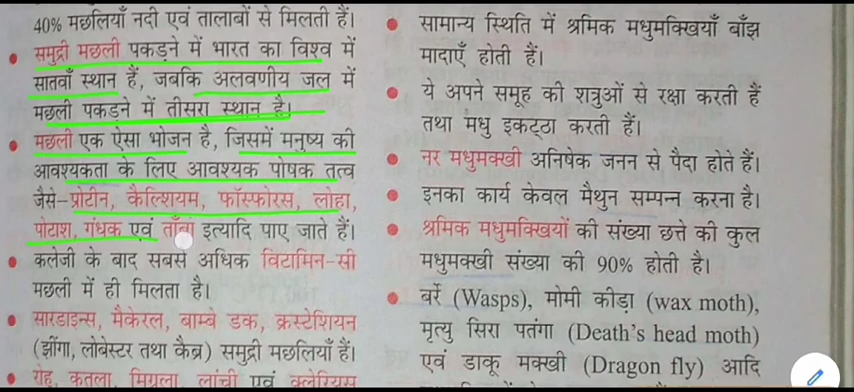 40% मछलियाँ नदी एवं तालाबों से मिलती हैं।
समुद्री मछली पकड़ने में भारत का विश्व में
सातवाँ स्थान हैं, जबकि अलवणीय जल में
मछली पकड़ने में तीसरा स्थान है।
मछली एक ऐसा भोजन है, जिसमें मनुष्य की
आवश्यकता के लिए आवश्यक पोषक तत्व
जैसे-प्रोटीन, कैल्शियम, फॉस्फोरस, लोहा,
पोटाश, गंधक एवं ताँबा इत्यादि पाए जाते हैं।
कलेजी के बाद सबसे अधिक विटामिन-सी
मछली में ही मिलता है।
सारडाइन्स, मैकेरल, बाम्बे डक, क्रस्टेशियन
(झींगा, लोबेस्टर तथा कैब्र) समुद्री मछलियाँ हैं।
रोहू, कतला, मिगला, लांची एवं क्लेरियस
सामान्य स्थिति में श्रमिक मधुमक्खियाँ बाँझ
मादाएँ होती हैं।
ये अपने समूह की शत्रुओं से रक्षा करती हैं
तथा मधु इकट्ठा करती हैं।
नर मधुमक्खी अनिषेक जनन से पैदा होते हैं।
इनका कार्य केवल मैथुन सम्पन्न करना है।
श्रमिक मधुमक्खियों की संख्या छत्ते की कुल
मधुमक्खी संख्या की 90% होती है।
बर्रे (Wasps), मोमी कीड़ा (wax moth),
मृत्यु सिरा पतंगा (Death's head moth)
एवं डाकू मक्खी (Dragon fly) आदि